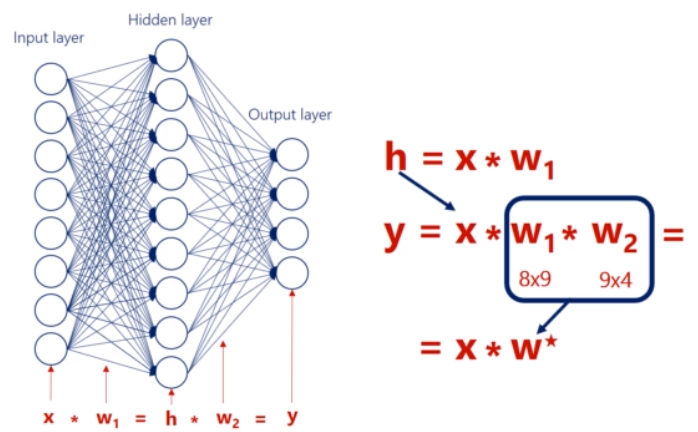 Hidden layer
Input layer
Output layer
x * w₁ = h * w₂ = y
h = x * w₁
y = x * w₁ * w₂ =
8x9 9x4
= x * w★